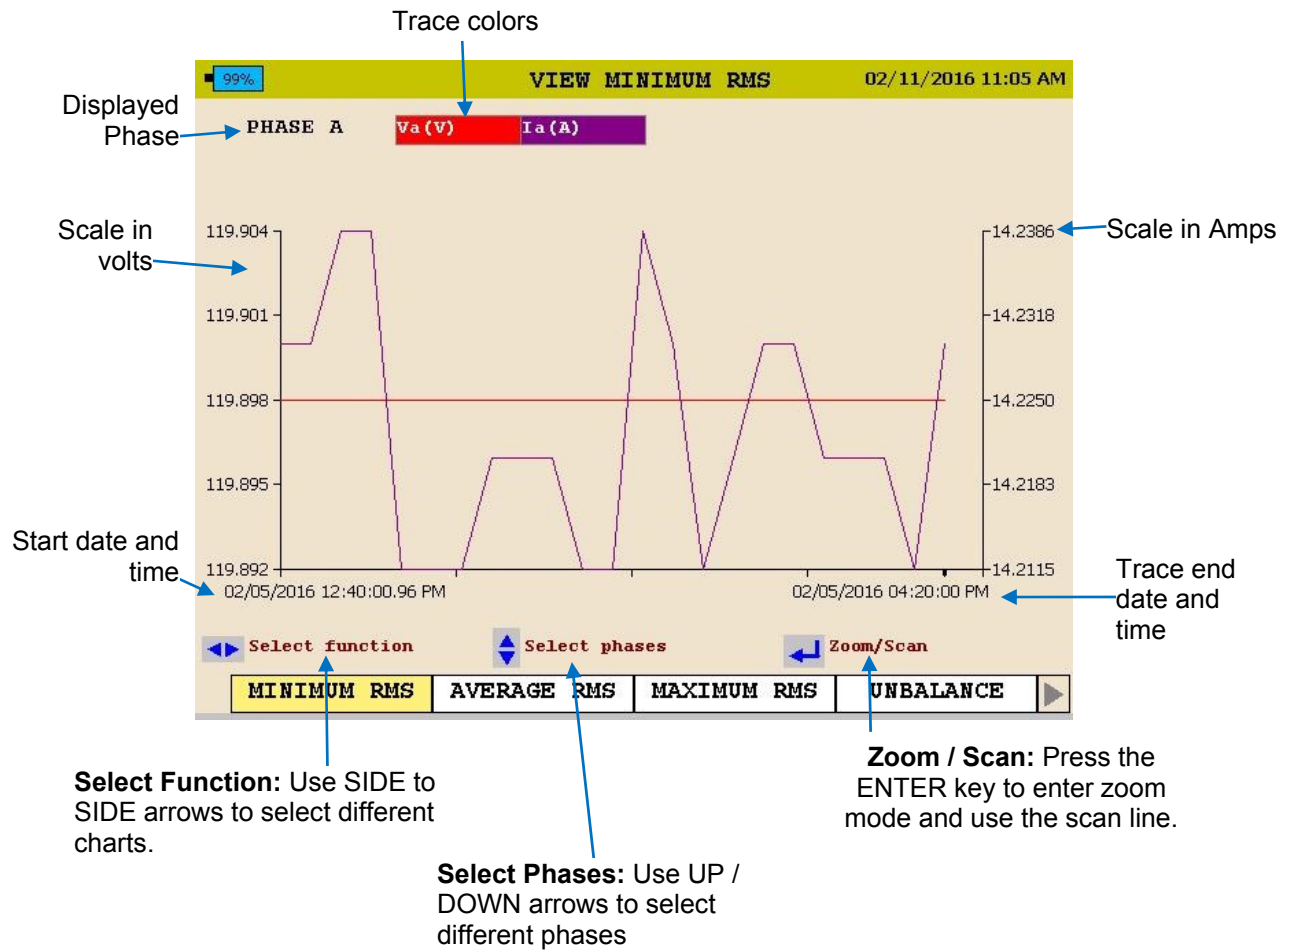 Trace colors
99%
VIEW MINIMUM RMS
02/11/2016 11:05 AM
Displayed
Phase
PHASE A
Va(V)
Ia(A)
Scale in
volts
119.904
119.901
119.898
119.895
119.892
14.2386
14.2318
14.2250
14.2183
14.2115
Scale in Amps
Start date and
time
02/05/2016 12:40:00.96 PM
02/05/2016 04:20:00 PM
Trace end
date and
time
Select function
Select phases
Zoom/Scan
MINIMUM RMS
AVERAGE RMS
MAXIMUM RMS
UNBALANCE
Select Function: Use SIDE to
SIDE arrows to select different
charts.
Zoom / Scan: Press the
ENTER key to enter zoom
mode and use the scan line.
Select Phases: Use UP /
DOWN arrows to select
different phases